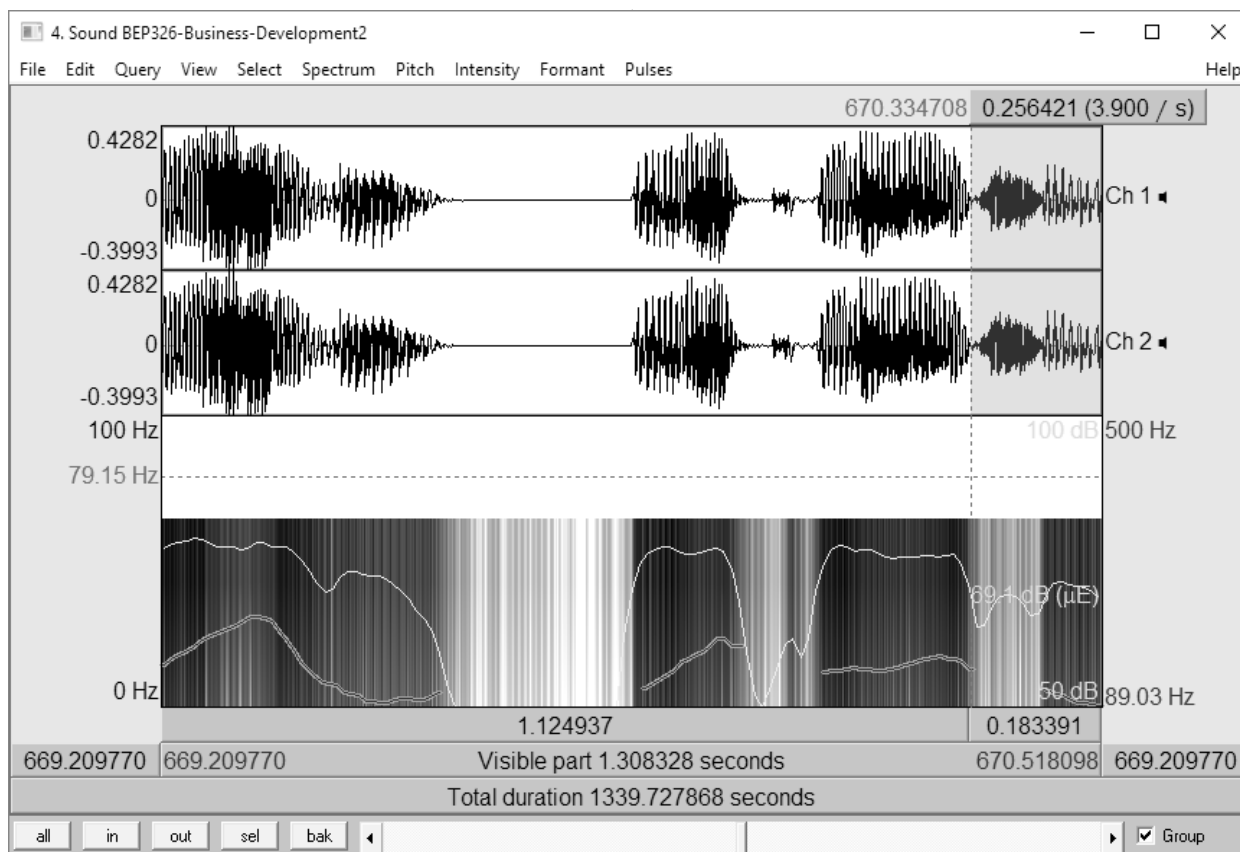 4. Sound BEP326-Business-Development2
File Edit Query View Select Spectrum Pitch Intensity Formant Pulses Help
670.334708 0.256421 (3.900 / s)
0.4282
0 Ch 1
-0.3993
0.4282
0 Ch 2
-0.3993
100 Hz 100 dB 500 Hz
79.15 Hz
69.1 dB (µE)
0 Hz 50 dB 89.03 Hz
1.124937 0.183391
669.209770 669.209770 Visible part 1.308328 seconds 670.518098 669.209770
Total duration 1339.727868 seconds
all in out sel bak Group